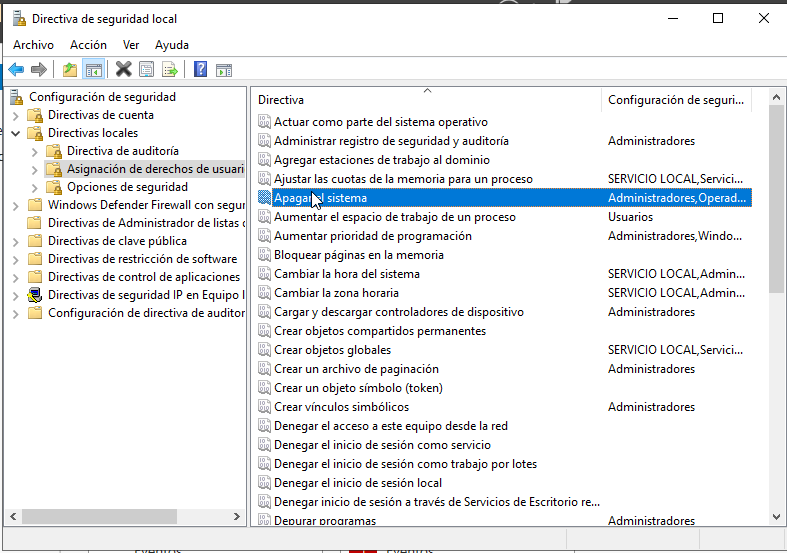 Directiva de seguridad local
Archivo Acción Ver Ayuda
Configuración de seguridad
Directivas de cuenta
Directivas locales
Directiva de auditoría
Asignación de derechos de usuari
Opciones de seguridad
Windows Defender Firewall con segur
Directivas de Administrador de listas d
Directivas de clave pública
Directivas de restricción de software
Directivas de control de aplicaciones
Directivas de seguridad IP en Equipo l
Configuración de directiva de auditor
Directiva Configuración de seguri...
Actuar como parte del sistema operativo
Administrar registro de seguridad y auditoría Administradores
Agregar estaciones de trabajo al dominio
Ajustar las cuotas de la memoria para un proceso SERVICIO LOCAL,Servici...
Apagar el sistema Administradores,Operad...
Aumentar el espacio de trabajo de un proceso Usuarios
Aumentar prioridad de programación Administradores,Windo...
Bloquear páginas en la memoria
Cambiar la hora del sistema SERVICIO LOCAL,Admin...
Cambiar la zona horaria SERVICIO LOCAL,Admin...
Cargar y descargar controladores de dispositivo Administradores
Crear objetos compartidos permanentes
Crear objetos globales SERVICIO LOCAL,Servici...
Crear un archivo de paginación Administradores
Crear un objeto símbolo (token)
Crear vínculos simbólicos Administradores
Denegar el acceso a este equipo desde la red
Denegar el inicio de sesión como servicio
Denegar el inicio de sesión como trabajo por lotes
Denegar el inicio de sesión local
Denegar inicio de sesión a través de Servicios de Escritorio re...
Depurar programas Administradores
Eventos Eventos